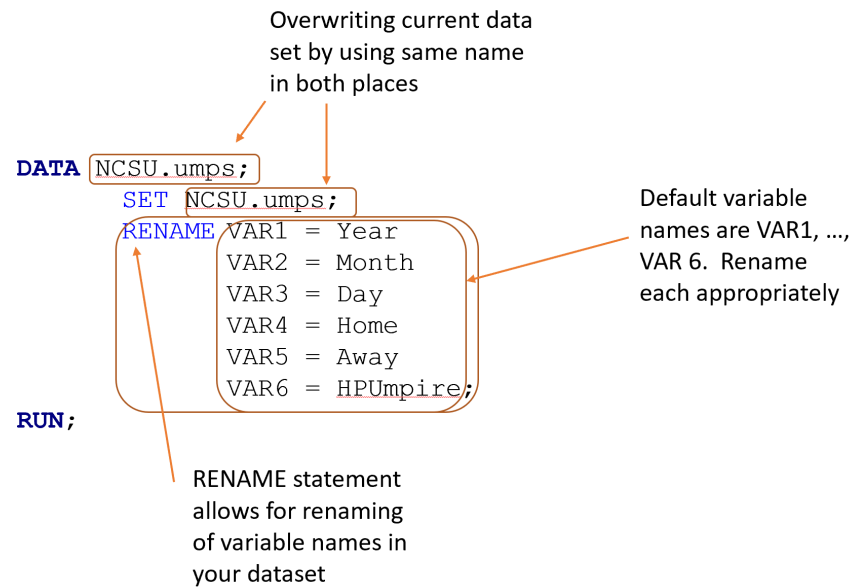 Overwriting current data
set by using same name
in both places
DATA NCSU.umps;
SET NCSU.umps;
RENAME VAR1 = Year
VAR2 = Month
VAR3 = Day
VAR4 = Home
VAR5 = Away
VAR6 = HPUmpire;
RUN;
Default variable
names are VAR1, …,
VAR 6.  Rename
each appropriately
RENAME statement
allows for renaming
of variable names in
your dataset